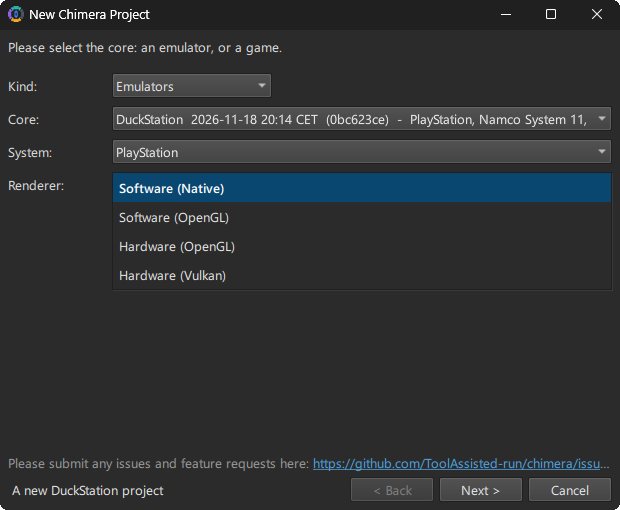 New Chimera Project
Please select the core: an emulator, or a game.
Kind: Emulators
Core: DuckStation 2026-11-18 20:14 CET (0bc623ce) - PlayStation, Namco System 11,
System: PlayStation
Renderer: Software (Native)
Software (OpenGL)
Hardware (OpenGL)
Hardware (Vulkan)
Please submit any issues and feature requests here: https://github.com/ToolAssisted-run/chimera/issu...
A new DuckStation project < Back Next > Cancel